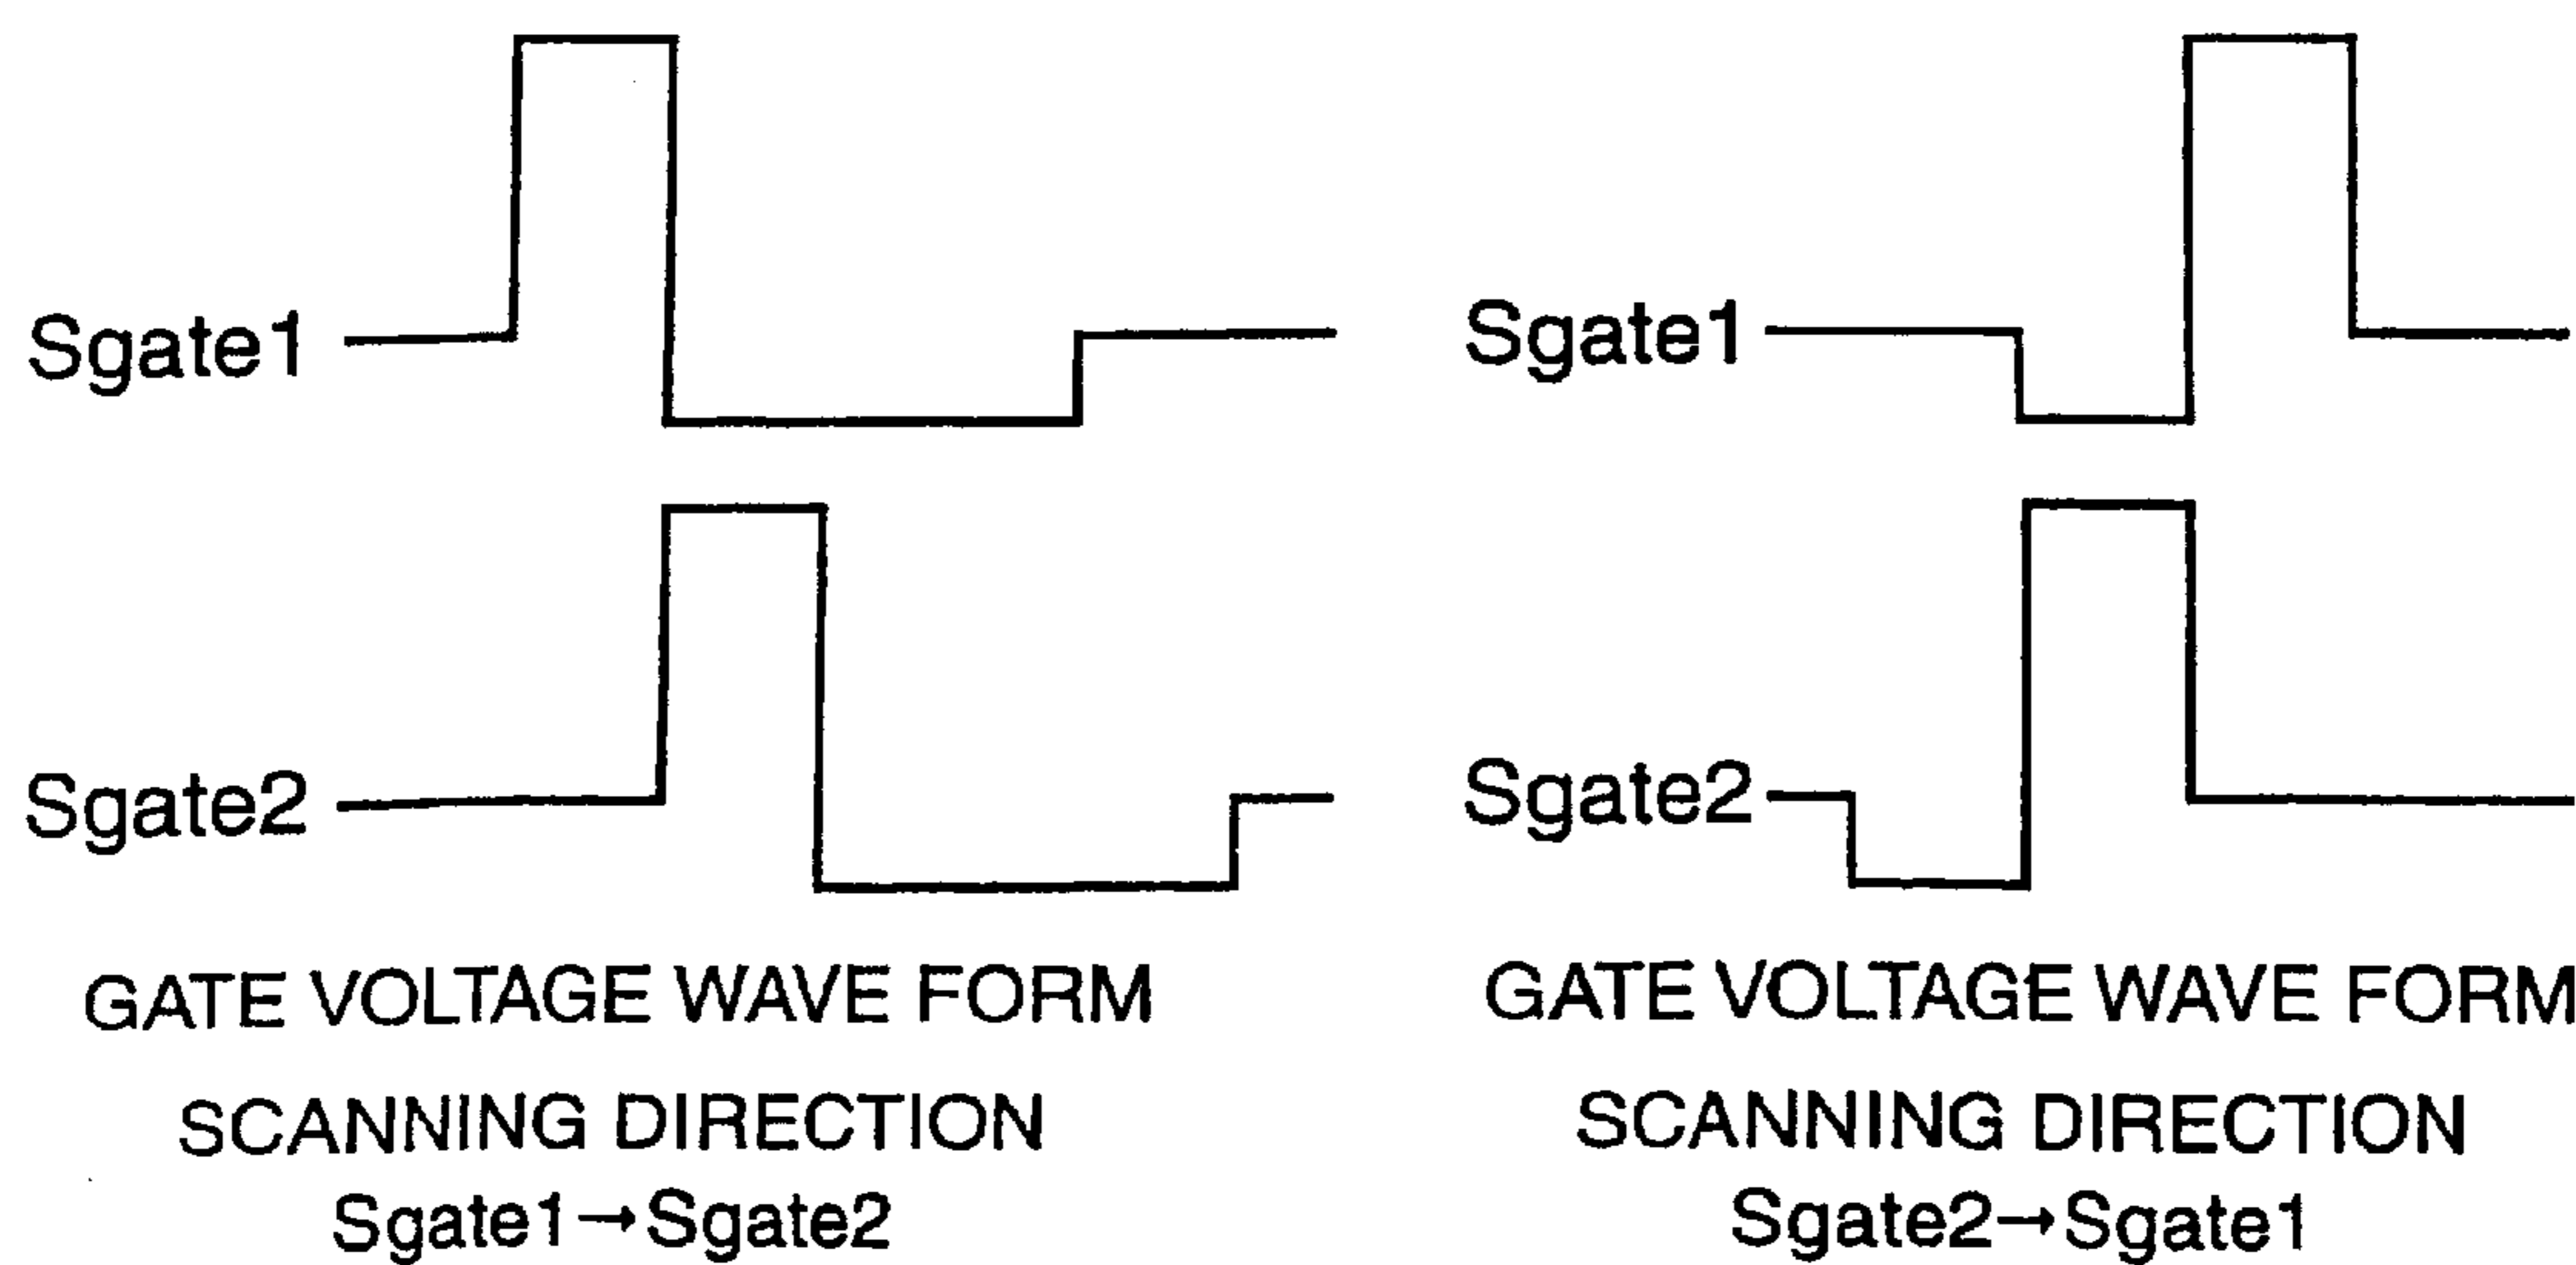 Sgate1
Sgate2
GATE VOLTAGE WAVE FORM
SCANNING DIRECTION
Sgate1→Sgate2
Sgate1
Sgate2
GATE VOLTAGE WAVE FORM
SCANNING DIRECTION
Sgate2→Sgate1